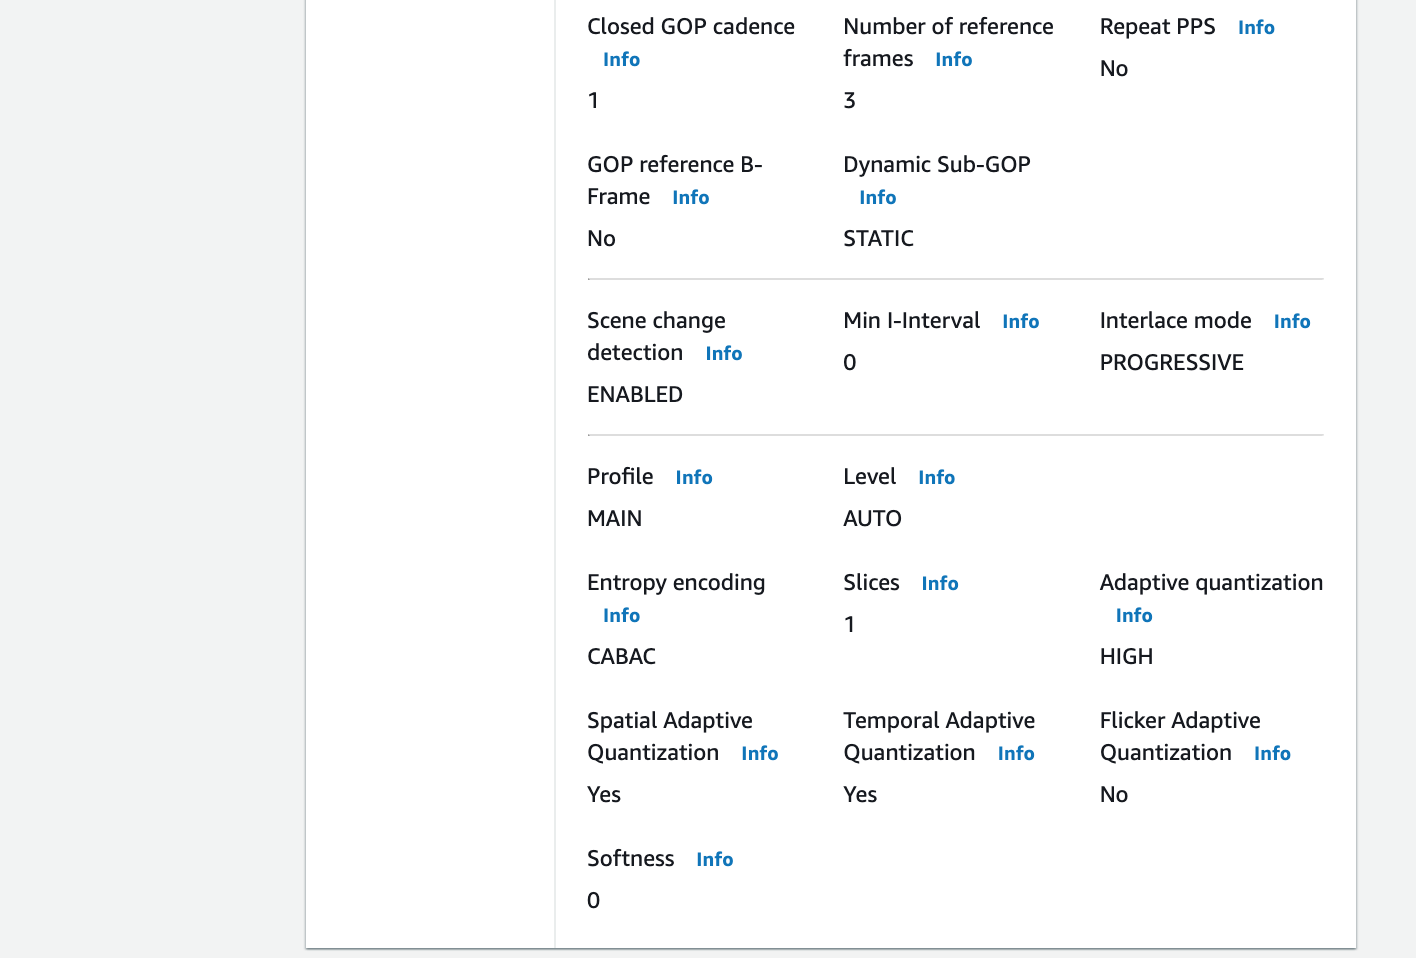 Closed GOP cadence
Info
1
Number of reference
frames Info
3
Repeat PPS Info
No
GOP reference B-
Frame Info
No
Dynamic Sub-GOP
Info
STATIC
Scene change
detection Info
ENABLED
Min I-Interval Info
0
Interlace mode Info
PROGRESSIVE
Profile Info
MAIN
Level Info
AUTO
Entropy encoding
Info
CABAC
Slices Info
1
Adaptive quantization
Info
HIGH
Spatial Adaptive
Quantization Info
Yes
Temporal Adaptive
Quantization Info
Yes
Flicker Adaptive
Quantization Info
No
Softness Info
0